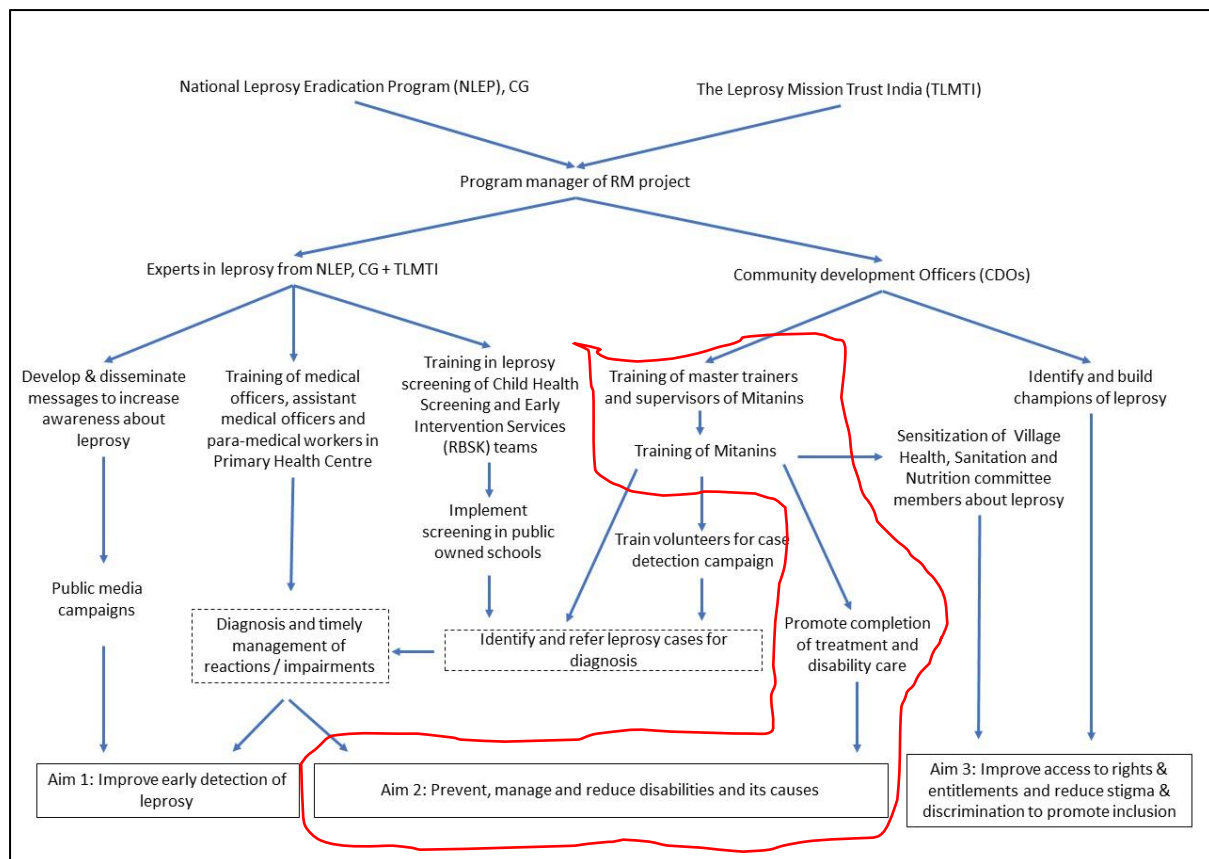 National Leprosy Eradication Program (NLEP), CG
The Leprosy Mission Trust India (TLMTI)
Program manager of RM project
Experts in leprosy from NLEP, CG + TLMTI
Community development Officers (CDOs)
Develop & disseminate
messages to increase
awareness about
leprosy
Training of medical
officers, assistant
medical officers and
para-medical workers in
Primary Health Centre
Training in leprosy
screening of Child Health
Screening and Early
Intervention Services
(RBSK) teams
Training of master trainers
and supervisors of Mitanins
Identify and build
champions of leprosy
Training of Mitanins
Sensitization of Village
Health, Sanitation and
Nutrition committee
members about leprosy
Implement
screening in public
owned schools
Train volunteers for case
detection campaign
Public media
campaigns
Diagnosis and timely
management of
reactions / impairments
Identify and refer leprosy cases for
diagnosis
Promote completion
of treatment and
disability care
Aim 1: Improve early detection of
leprosy
Aim 2: Prevent, manage and reduce disabilities and its causes
Aim 3: Improve access to rights &
entitlements and reduce stigma &
discrimination to promote inclusion